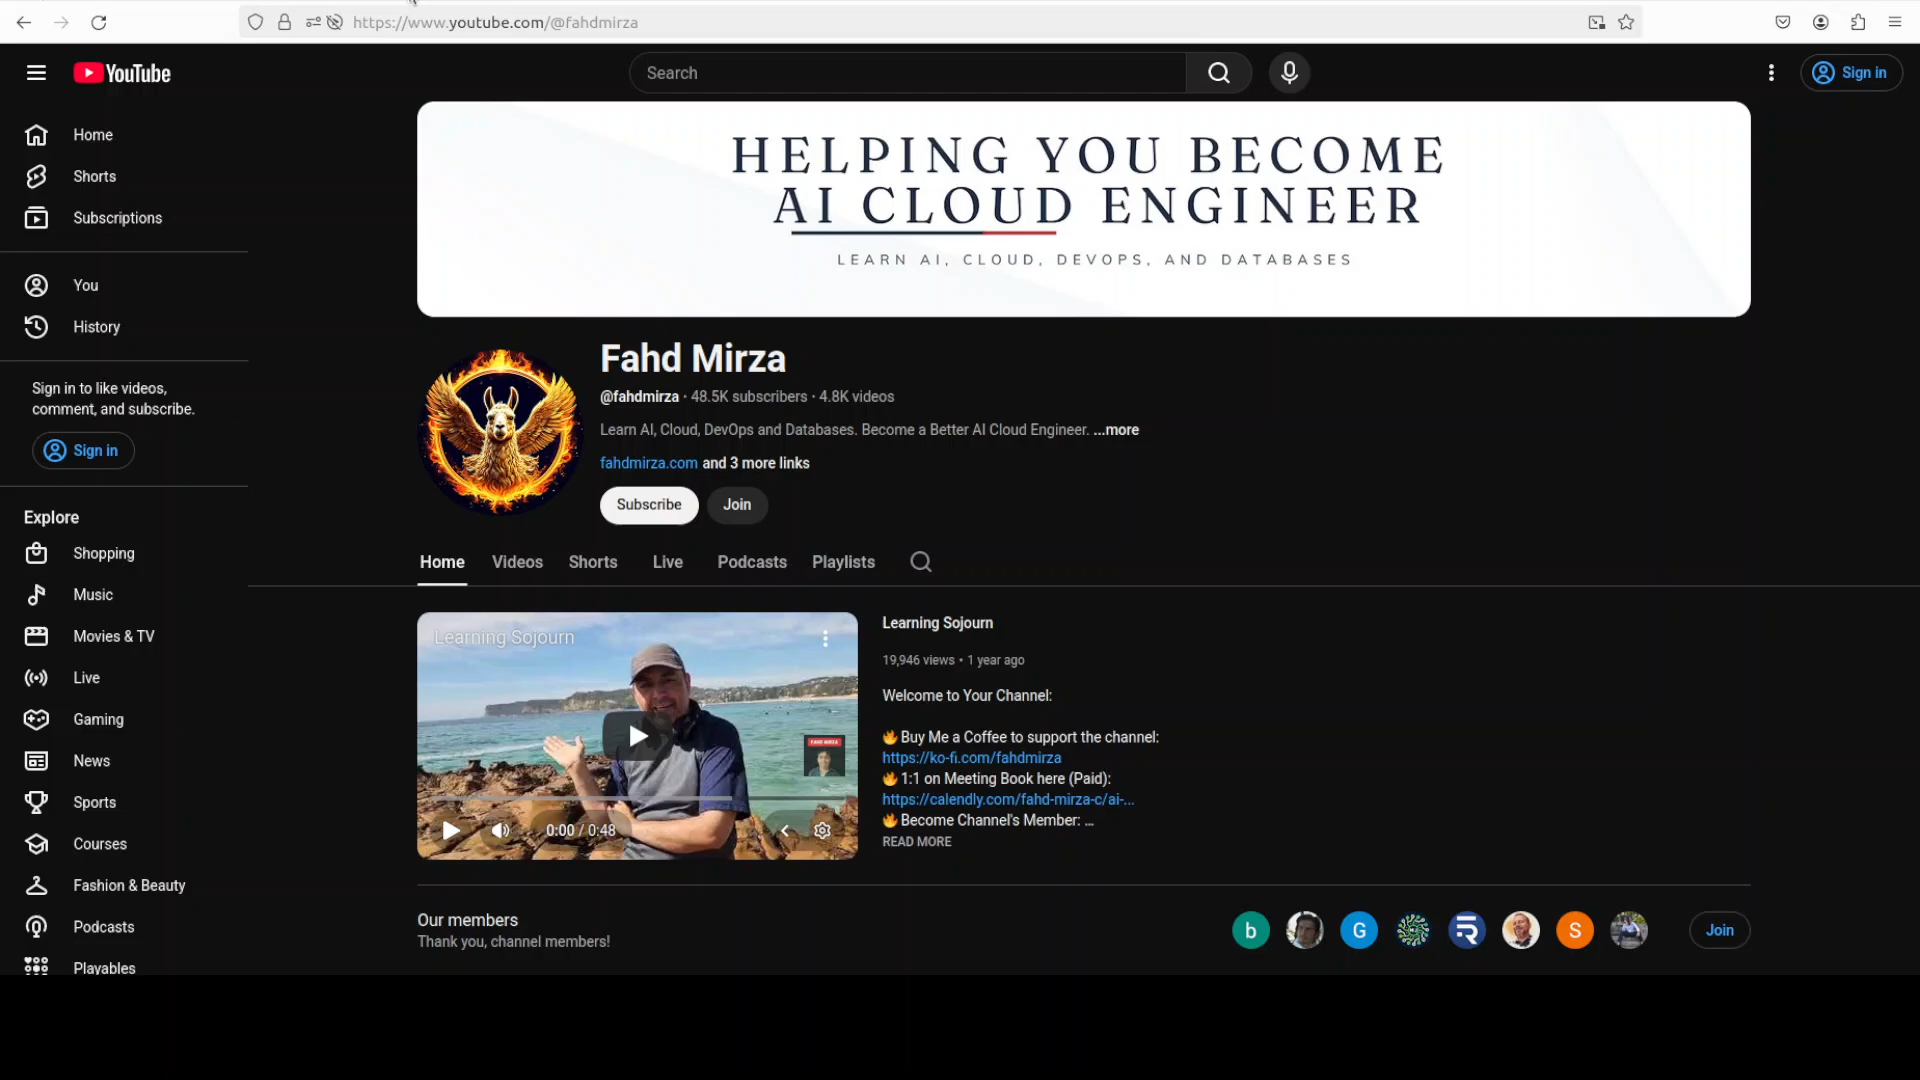 https://www.youtube.com/@fahdmirza
YouTube
Search
Sign in
Home
Shorts
Subscriptions
You
History
Sign in to like videos,
comment, and subscribe.
Sign in
Explore
Shopping
Music
Movies & TV
Live
Gaming
News
Sports
Courses
Fashion & Beauty
Podcasts
Playables
HELPING YOU BECOME
AI CLOUD ENGINEER
LEARN AI, CLOUD, DEVOPS, AND DATABASES
Fahd Mirza
@fahdmirza · 48.5K subscribers · 4.8K videos
Learn AI, Cloud, DevOps and Databases. Become a Better AI Cloud Engineer. ...more
fahdmirza.com and 3 more links
Subscribe Join
Home Videos Shorts Live Podcasts Playlists
Learning Sojourn
FAHD MIRZA
0:00 / 0:48
Learning Sojourn
19,946 views • 1 year ago
Welcome to Your Channel:
🔥Buy Me a Coffee to support the channel:
https://ko-fi.com/fahdmirza
🔥1:1 on Meeting Book here (Paid):
https://calendly.com/fahd-mirza-c/ai-...
🔥Become Channel's Member: ...
READ MORE
Our members
Thank you, channel members!
b G R S
Join